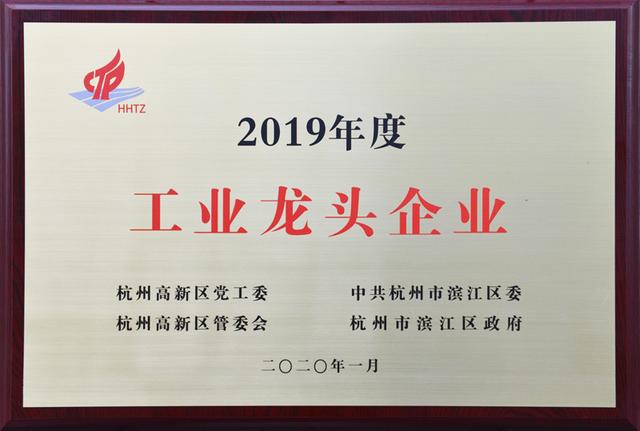 HHTZ
2019年度
工业龙头企业
杭州高新区党工委 中共杭州市滨江区委
杭州高新区管委会 杭州市滨江区政府
二〇二〇年一月